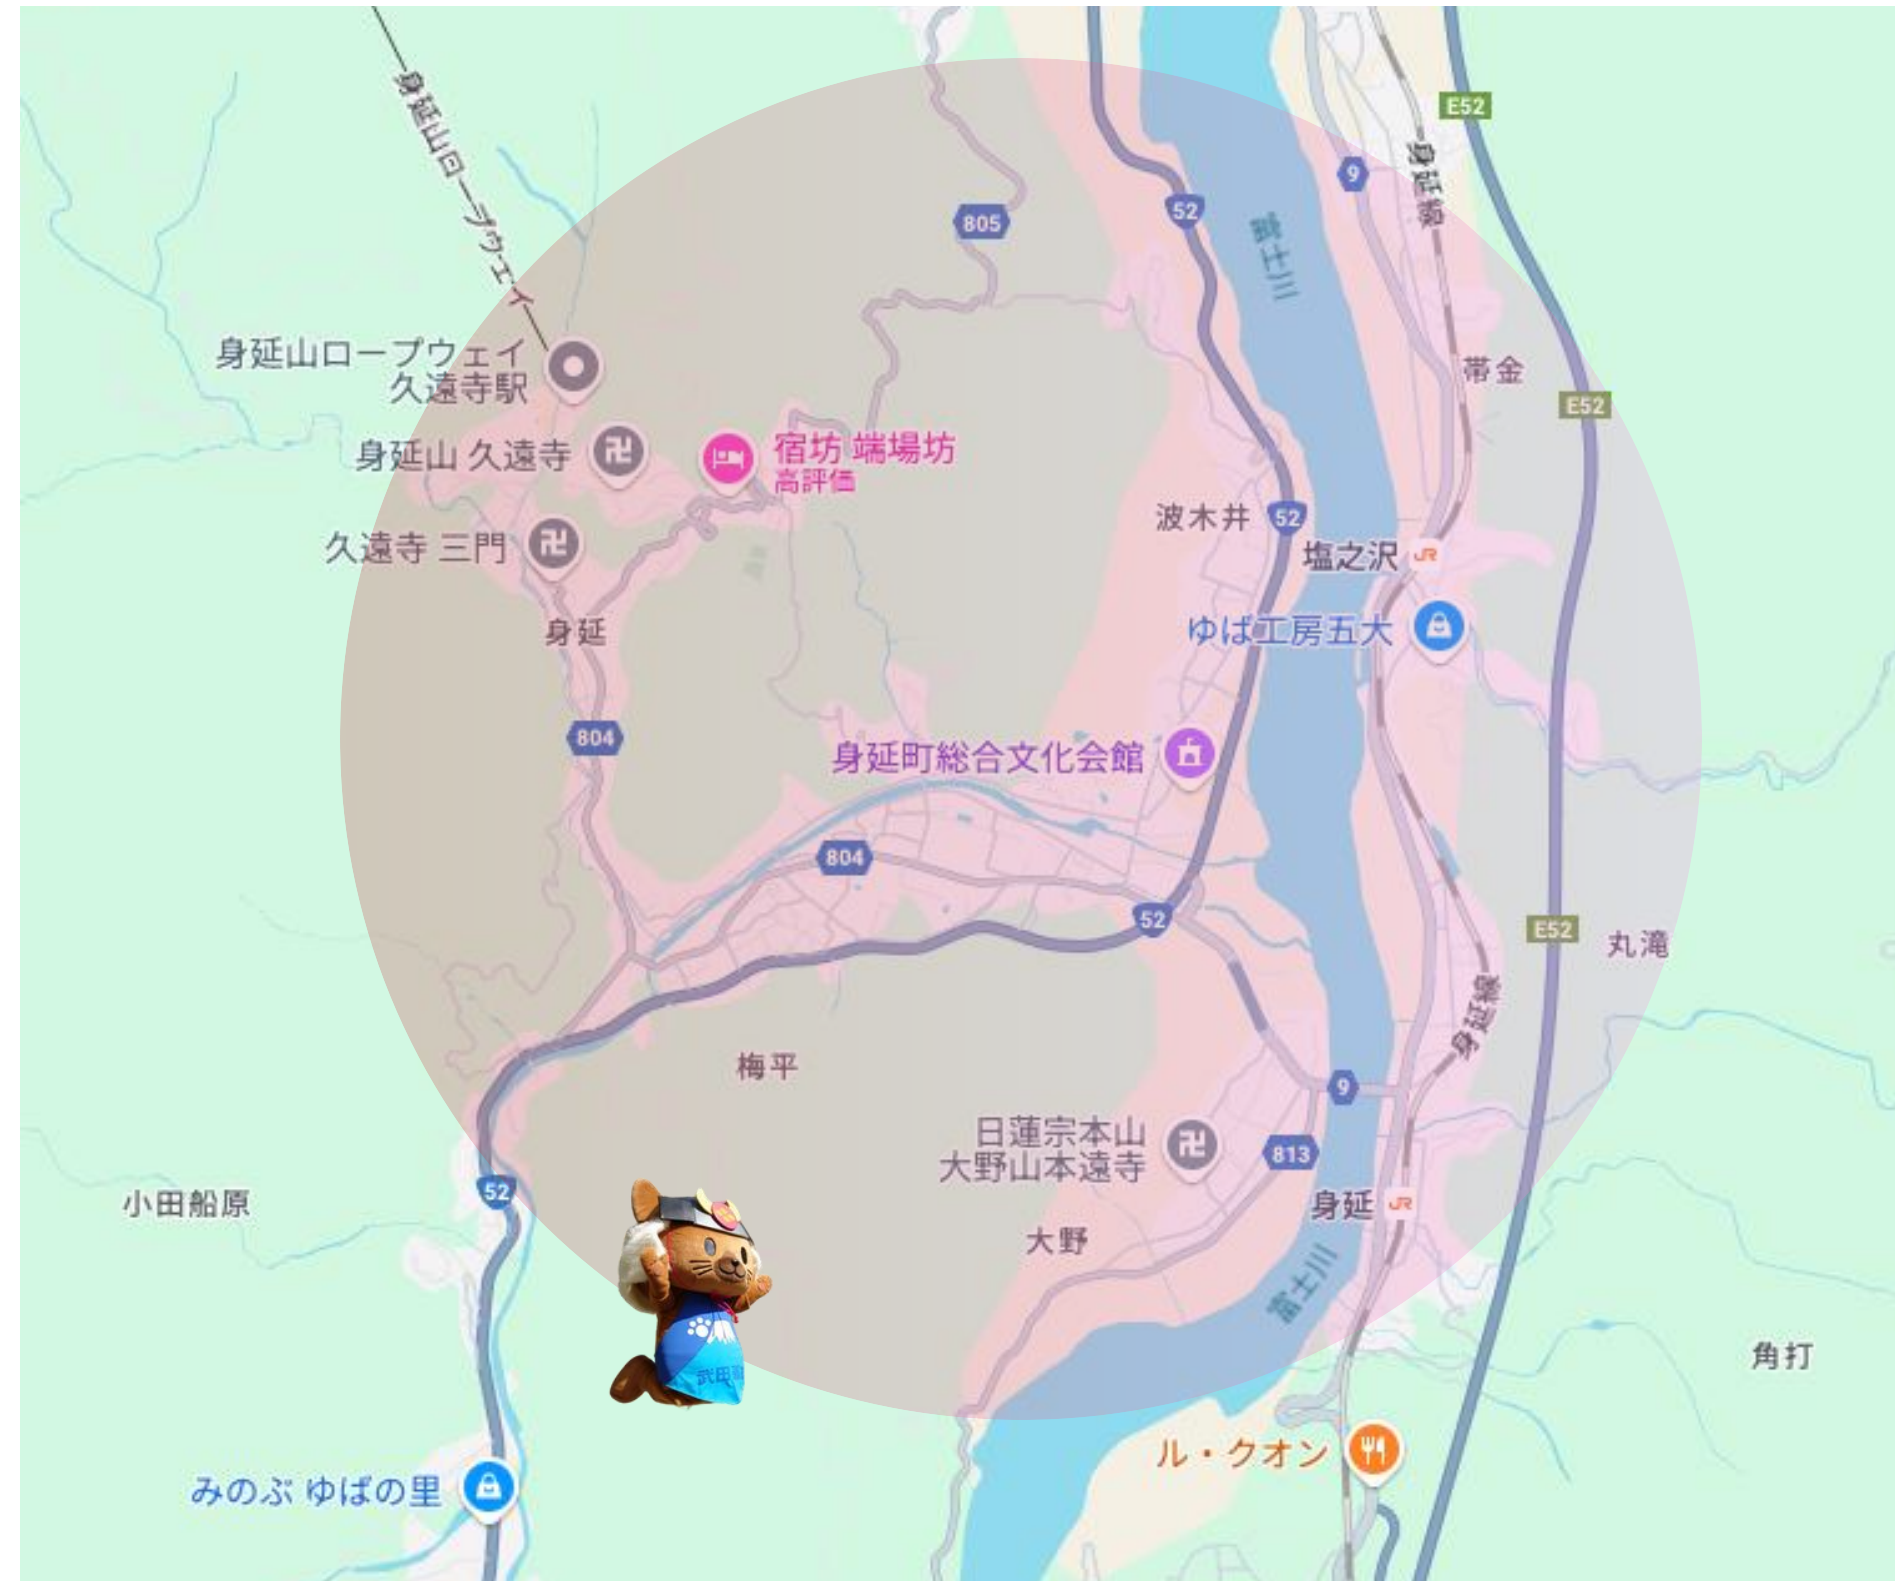 身延山ロープウェイ
E52
9
身延線
805
52
富士川
身延山ロープウェイ
久遠寺駅
帯金
E52
身延山 久遠寺
宿坊 端場坊
高評価
久遠寺 三門
波木井
52
塩之沢
JR
身延
ゆば工房五大
804
身延町総合文化会館
804
52
E52
丸滝
身延線
梅平
9
日蓮宗本山
大野山本遠寺
813
小田船原
52
身延
JR
大野
富士川
武田
角打
ル・クオン
みのぶ ゆばの里